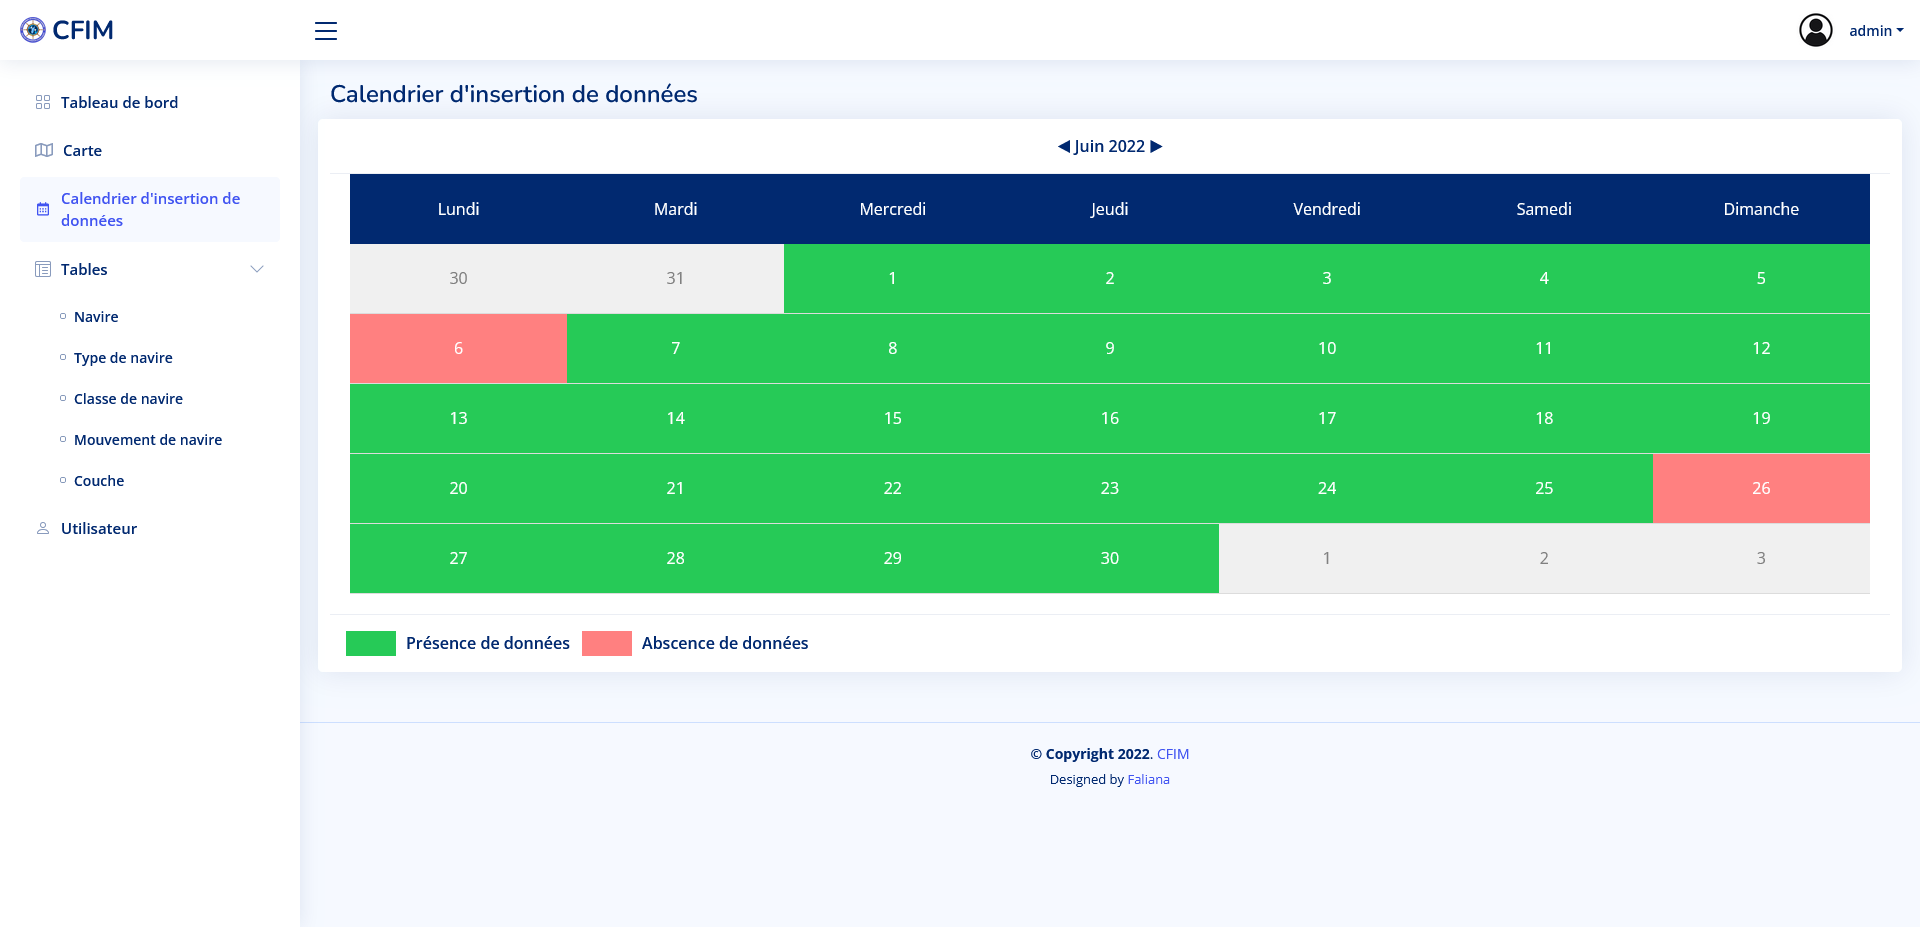 CFIM
admin
Tableau de bord
Carte
Calendrier d'insertion de
données
Tables
Navire
Type de navire
Classe de navire
Mouvement de navire
Couche
Utilisateur
Calendrier d'insertion de données
◀ Juin 2022 ▶
Lundi Mardi Mercredi Jeudi Vendredi Samedi Dimanche
30 31 1 2 3 4 5
6 7 8 9 10 11 12
13 14 15 16 17 18 19
20 21 22 23 24 25 26
27 28 29 30 1 2 3
Présence de données Abscence de données
© Copyright 2022. CFIM
Designed by Faliana